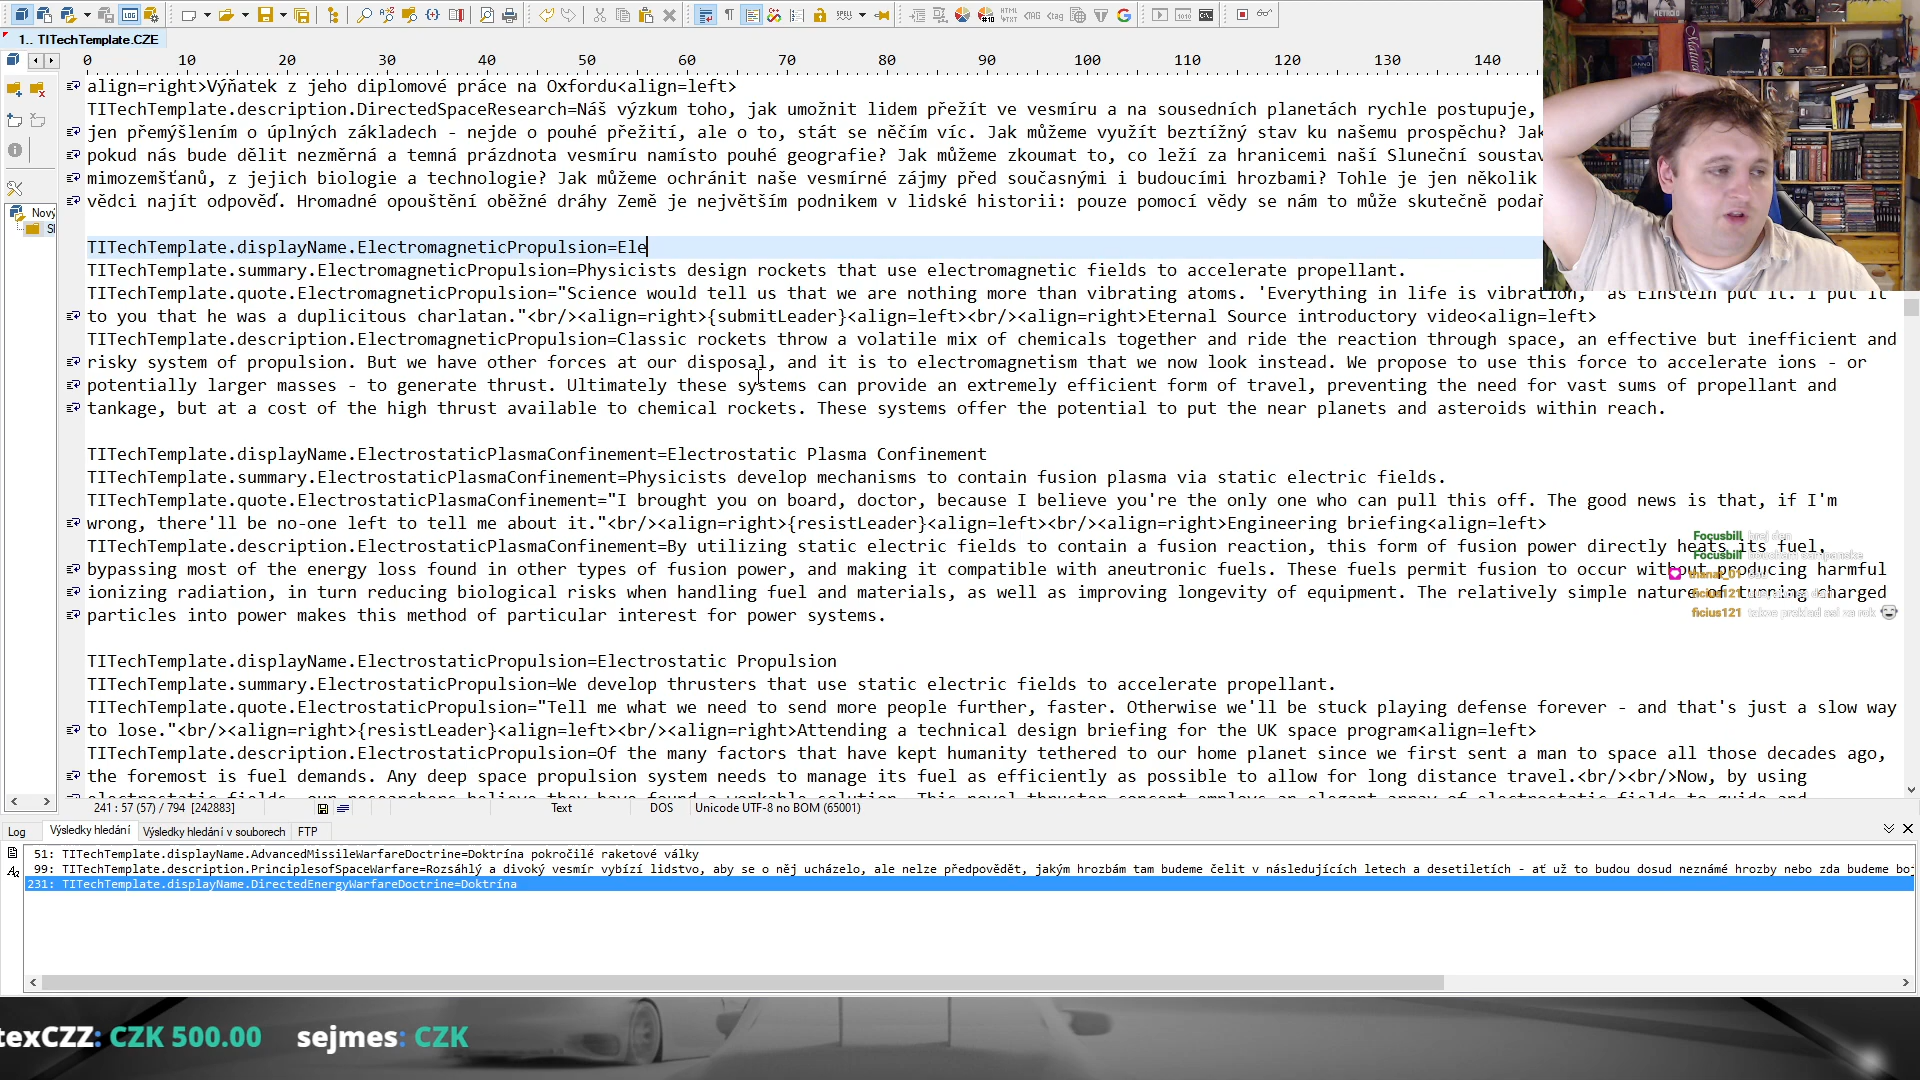 1.. TITechTemplate.CZE
0 10 20 30 40 50 60 70 80 90 100 110 120 130 140
align=right>Výňatek z jeho diplomové práce na Oxfordu<align=left>
TITechTemplate.description.DirectedSpaceResearch=Náš výzkum toho, jak umožnit lidem přežít ve vesmíru a na sousedních planetách rychle postupuje,
jen přemýšlením o úplných základech - nejde o pouhé přežití, ale o to, stát se něčím víc. Jak můžeme využít beztížný stav ku našemu prospěchu?
pokud nás bude dělit nezměrná a temná prázdnota vesmíru namísto pouhé geografie? Jak můžeme zkoumat to, co leží za hranicemi naší Sluneční
mimozemšťanů, z jejich biologie a technologie? Jak můžeme ochránit naše vesmírné zájmy před současnými i budoucími hrozbami? Tohle je jen několik
vědci najít odpověď. Hromadné opouštění oběžné dráhy Země je největším podnikem v lidské historii: pouze pomocí vědy se nám to může skutečně
TITechTemplate.displayName.ElectromagneticPropulsion=Ele
TITechTemplate.summary.ElectromagneticPropulsion=Physicists design rockets that use electromagnetic fields to accelerate propellant.
TITechTemplate.quote.ElectromagneticPropulsion="Science would tell us that we are nothing more than vibrating atoms. 'Everything in life is vibration,' as Einstein put it. I put it
to you that he was a duplicitous charlatan."<br/><align=right>{submitLeader}<align=left><br/><align=right>Eternal Source introductory video<align=left>
TITechTemplate.description.ElectromagneticPropulsion=Classic rockets throw a volatile mix of chemicals together and ride the reaction through space, an effective but inefficient and
risky system of propulsion. But we have other forces at our disposal, and it is to electromagnetism that we now look instead. We propose to use this force to accelerate ions - or
potentially larger masses - to generate thrust. Ultimately these systems can provide an extremely efficient form of travel, preventing the need for vast sums of propellant and
tankage, but at a cost of the high thrust available to chemical rockets. These systems offer the potential to put the near planets and asteroids within reach.
TITechTemplate.displayName.ElectrostaticPlasmaConfinement=Electrostatic Plasma Confinement
TITechTemplate.summary.ElectrostaticPlasmaConfinement=Physicists develop mechanisms to contain fusion plasma via static electric fields.
TITechTemplate.quote.ElectrostaticPlasmaConfinement="I brought you on board, doctor, because I believe you're the only one who can pull this off. The good news is that, if I'm
wrong, there'll be no-one left to tell me about it."<br/><align=right>{resistLeader}<align=left><br/><align=right>Engineering briefing<align=left>
Focusbill
TITechTemplate.description.ElectrostaticPlasmaConfinement=By utilizing static electric fields to contain a fusion reaction, this form of fusion power directly heats its fuel,
Focusbill
bypassing most of the energy loss found in other types of fusion power, and making it compatible with aneutronic fuels. These fuels permit fusion to occur without producing harmful
ionizing radiation, in turn reducing biological risks when handling fuel and materials, as well as improving longevity of equipment. The relatively simple nature of turning charged
ficius121
particles into power makes this method of particular interest for power systems.
ficius121 takze preklad asi za rok
TITechTemplate.displayName.ElectrostaticPropulsion=Electrostatic Propulsion
TITechTemplate.summary.ElectrostaticPropulsion=We develop thrusters that use static electric fields to accelerate propellant.
TITechTemplate.quote.ElectrostaticPropulsion="Tell me what we need to send more people further, faster. Otherwise we'll be stuck playing defense forever - and that's just a slow way
to lose."<br/><align=right>{resistLeader}<align=left><br/><align=right>Attending a technical design briefing for the UK space program<align=left>
TITechTemplate.description.ElectrostaticPropulsion=Of the many factors that have kept humanity tethered to our home planet since we first sent a man to space all those decades ago,
the foremost is fuel demands. Any deep space propulsion system needs to manage its fuel as efficiently as possible to allow for long distance travel.<br/><br/>Now, by using
241 : 57 (57) / 794 [242883] Text DOS Unicode UTF-8 no BOM (65001)
Log Výsledky hledání Výsledky hledání v souborech FTP
51: TITechTemplate.displayName.AdvancedMissileWarfareDoctrine=Doktrína pokročilé raketové války
99: TITechTemplate.description.PrinciplesofSpaceWarfare=Rozsáhlý a divoký vesmír vybízí lidstvo, aby se o něj ucházelo, ale nelze předpovědět, jakým hrozbám tam budeme čelit v následujících letech a desetiletích - ať už to budou dosud neznámé hrozby nebo zda budeme
231: TITechTemplate.displayName.DirectedEnergyWarfareDoctrine=Doktrína
texCZZ: CZK 500.00 sejmes: CZK